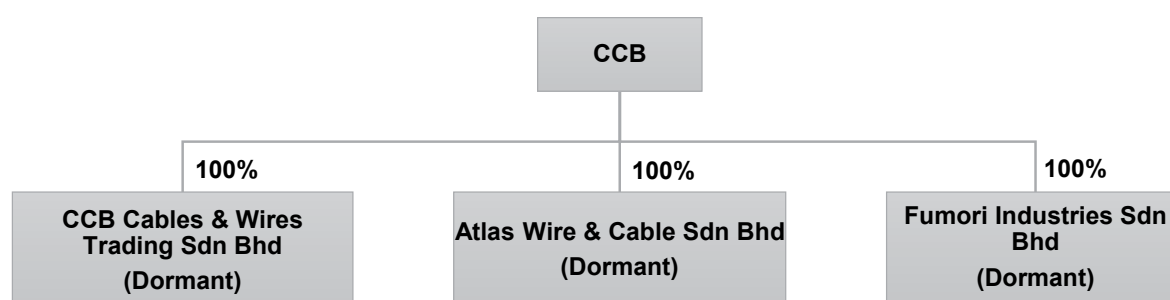 CCB
100%
100%
100%
CCB Cables & Wires
Trading Sdn Bhd
(Dormant)
Atlas Wire & Cable Sdn Bhd
(Dormant)
Fumori Industries Sdn
Bhd
(Dormant)